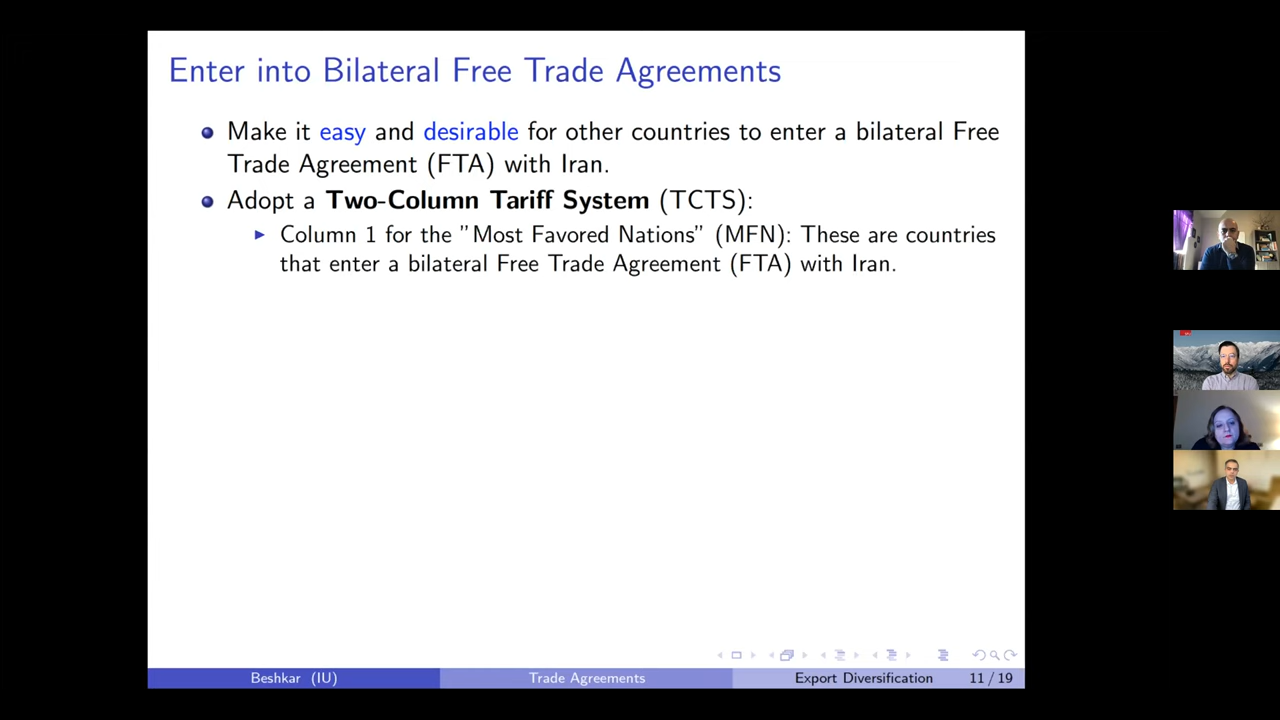 Enter into Bilateral Free Trade Agreements
Make it easy and desirable for other countries to enter a bilateral Free
Trade Agreement (FTA) with Iran.
Adopt a Two-Column Tariff System (TCTS):
Column 1 for the "Most Favored Nations" (MFN): These are countries
that enter a bilateral Free Trade Agreement (FTA) with Iran.
Beshkar (IU)
Trade Agreements
Export Diversification
11 / 19